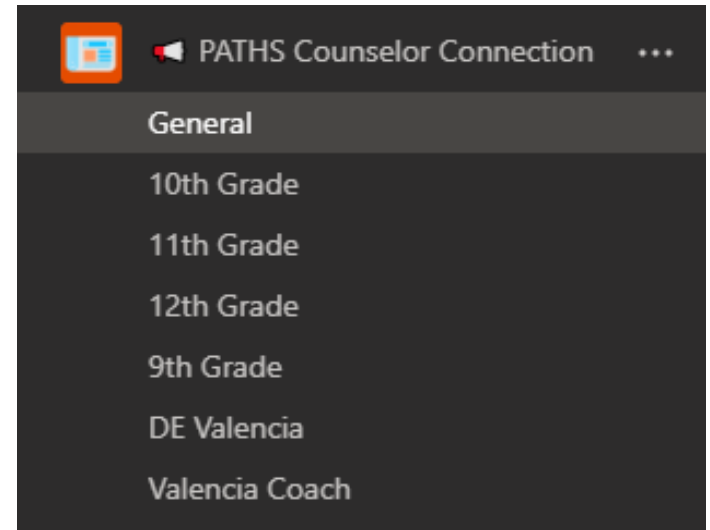 PATHS Counselor Connection
General
10th Grade
11th Grade
12th Grade
9th Grade
DE Valencia
Valencia Coach